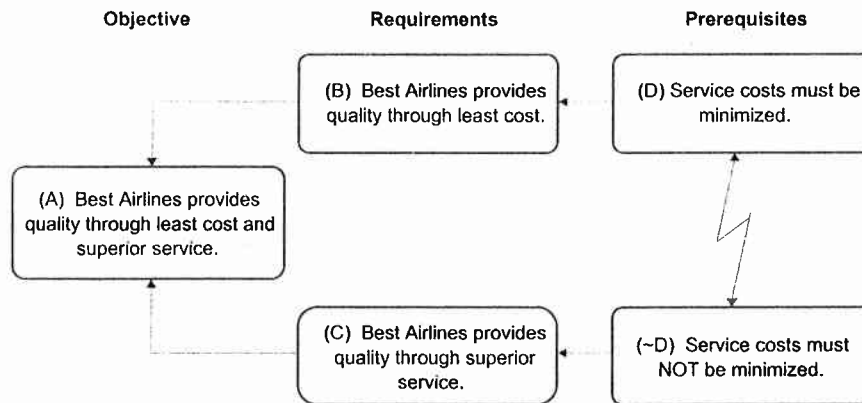 Objective
Requirements
Prerequisites
(B) Best Airlines provides
quality through least cost.
(D) Service costs must be
minimized.
(A) Best Airlines provides
quality through least cost and
superior service.
(C) Best Airlines provides
quality through superior
service.
(~D) Service costs must
NOT be minimized.